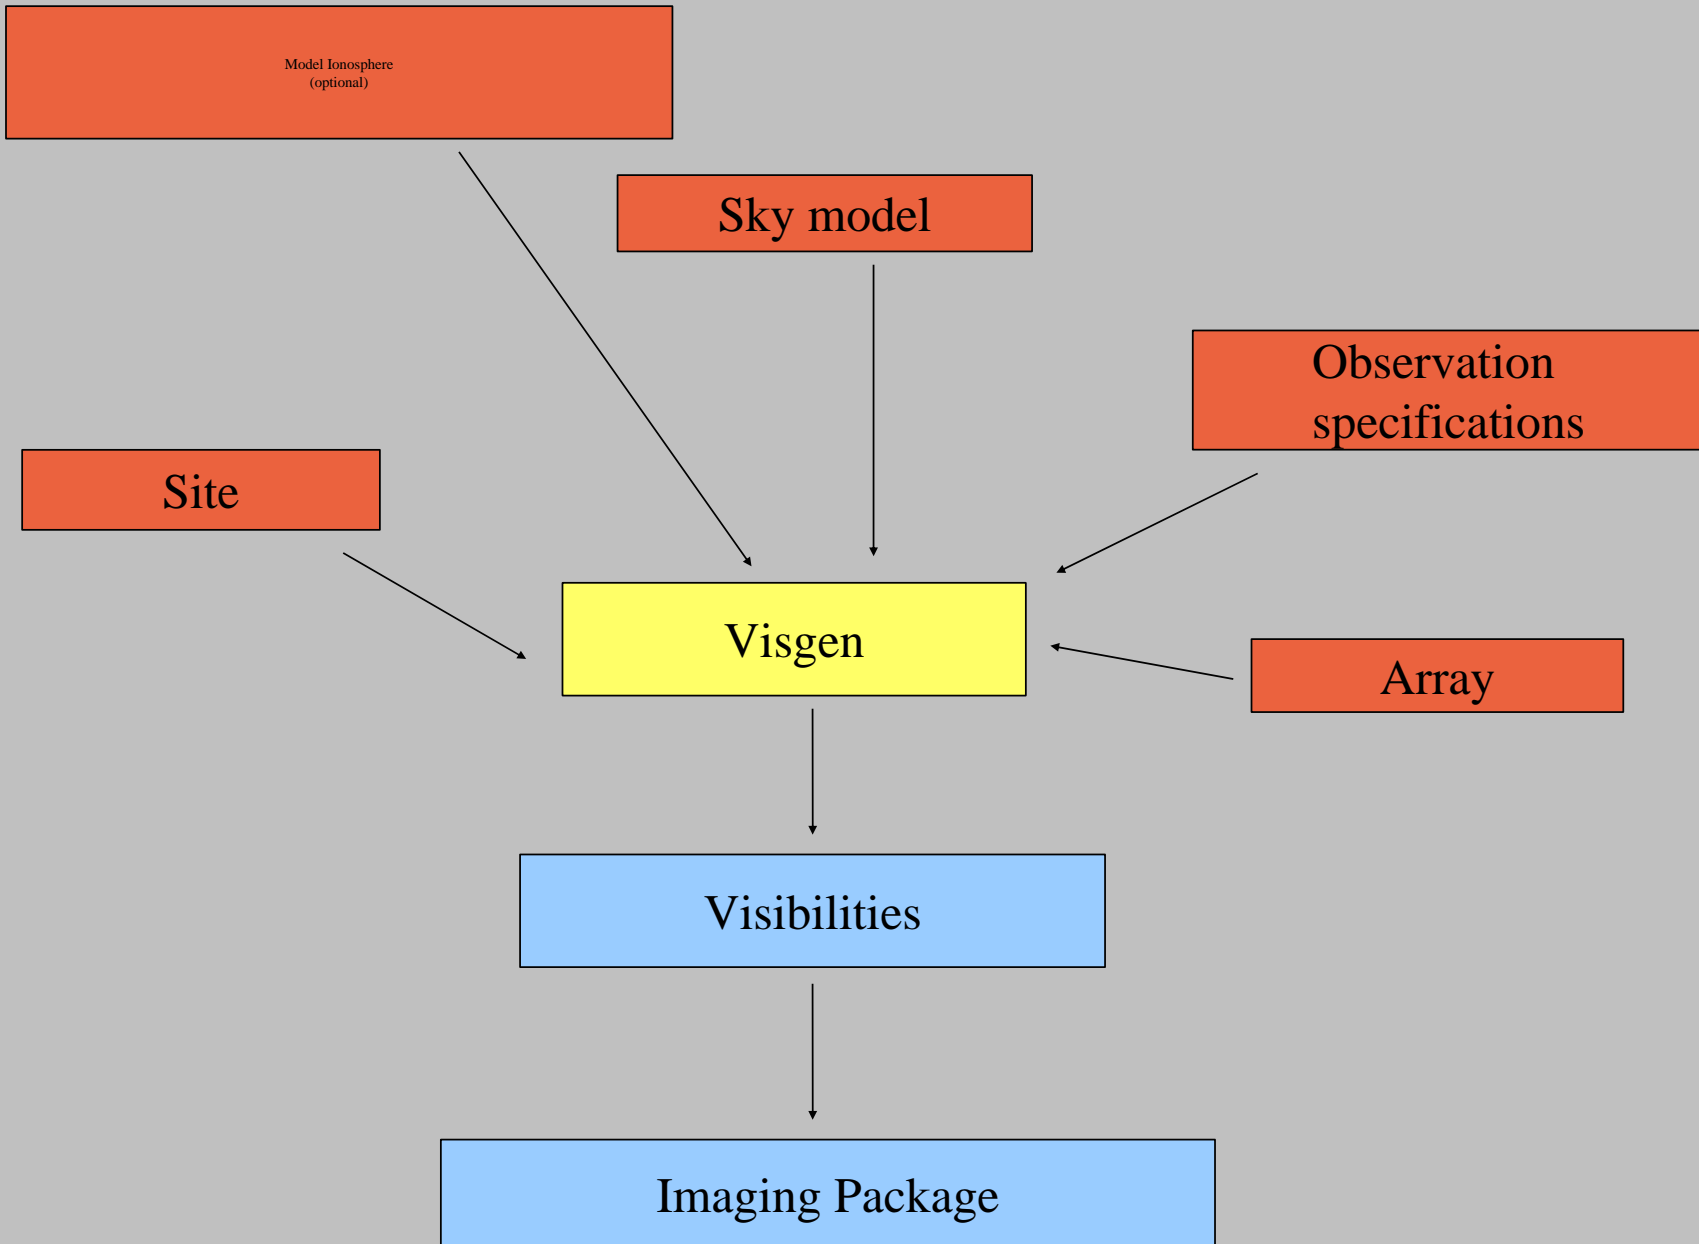 Model Ionosphere
(optional)
Sky model
Observation
specifications
Site
Visgen
Array
Visibilities
Imaging Package